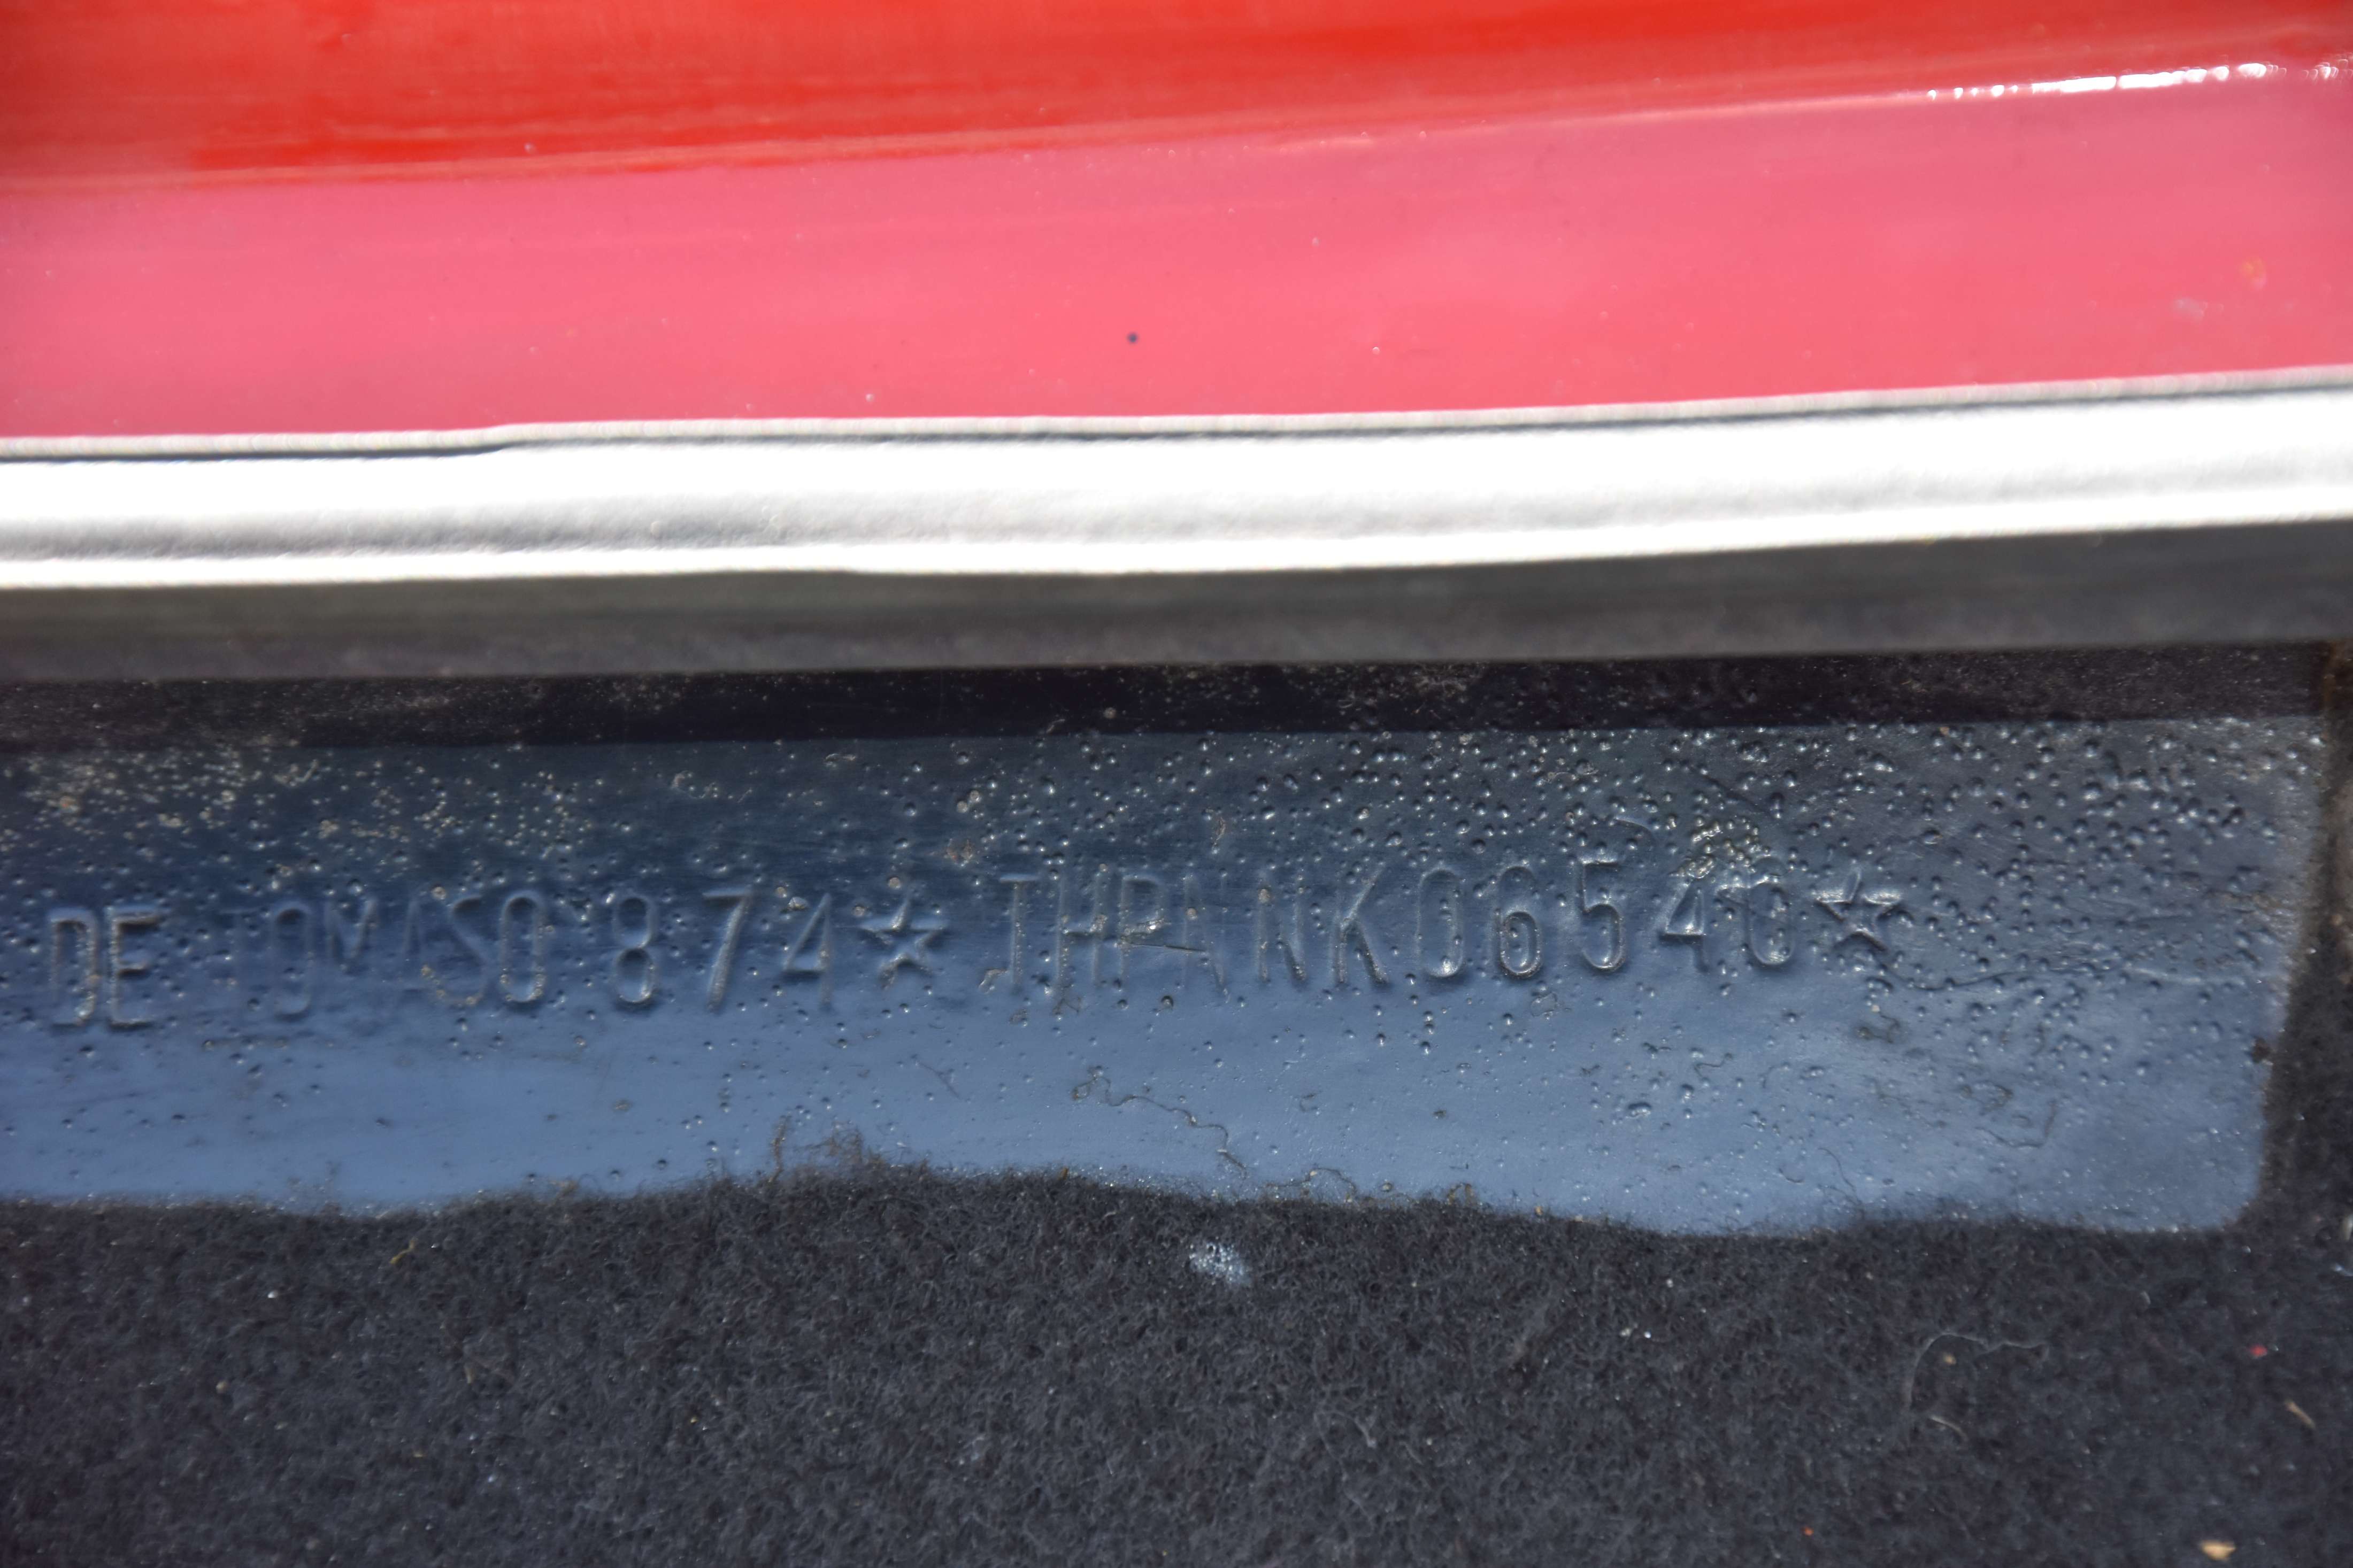 DE TOMASO 874☆THPANK06540☆